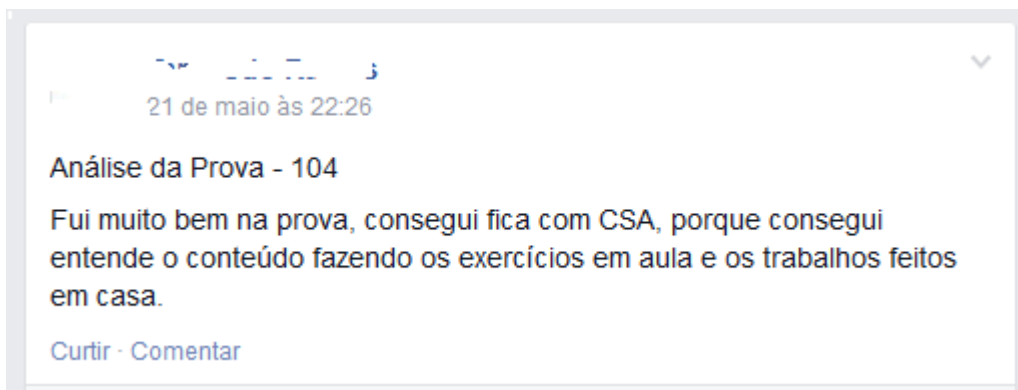 21 de maio às 22:26
Análise da Prova - 104
Fui muito bem na prova, consegui fica com CSA, porque consegui
entende o conteúdo fazendo os exercícios em aula e os trabalhos feitos
em casa.
Curtir · Comentar